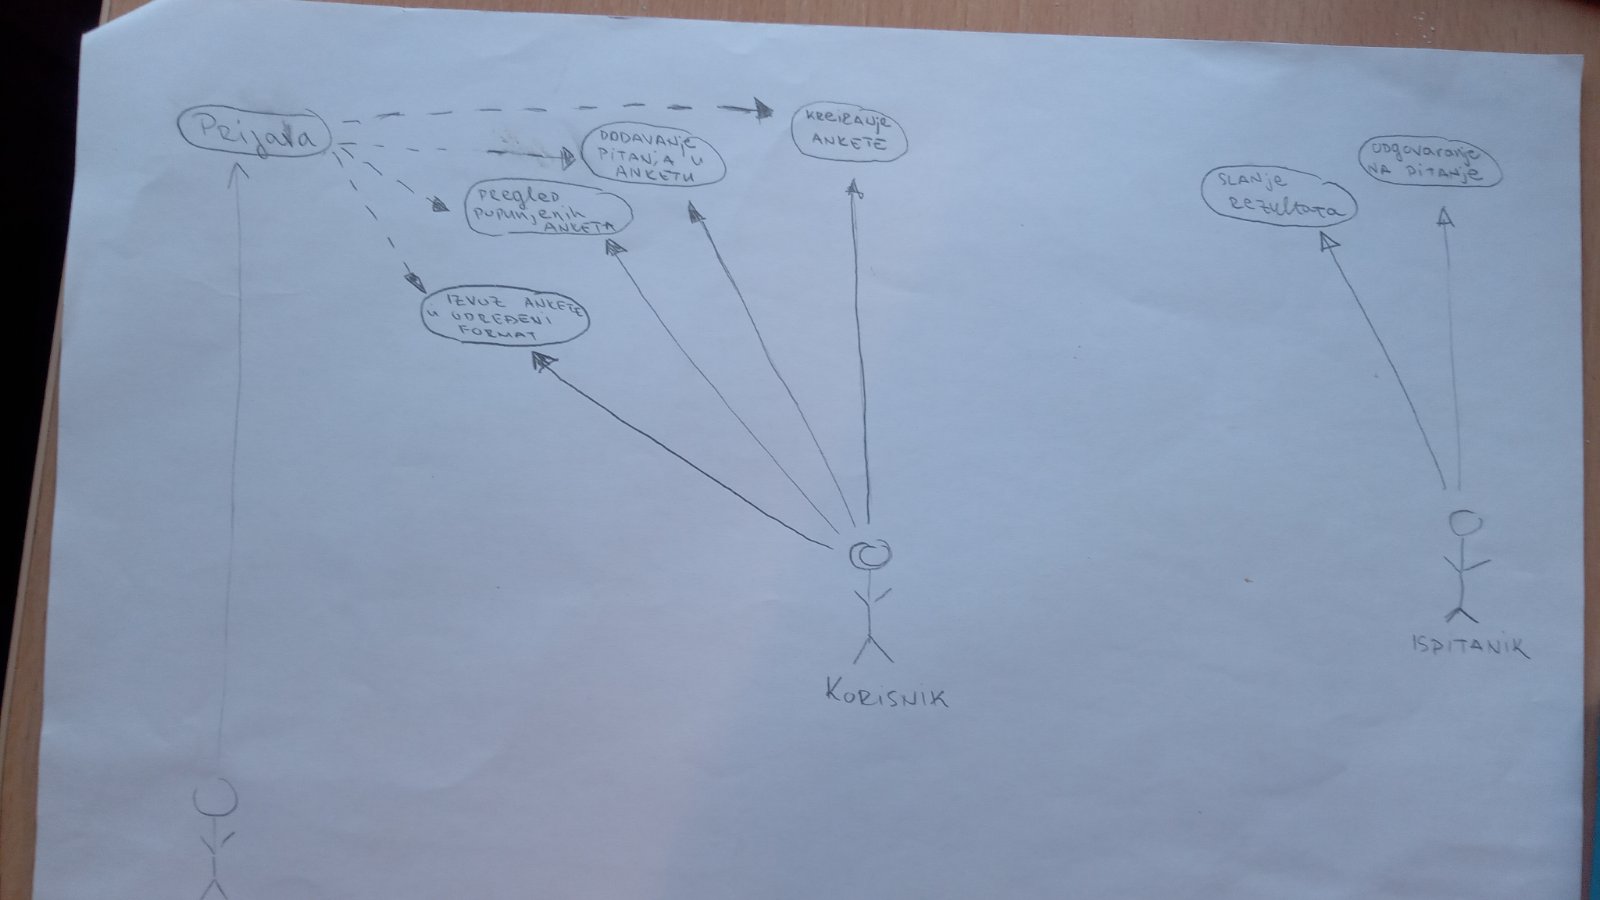 Prijava
KREIRANJE
ANKETE
DODAVANJE
PITANJA U
ANKETU
PREGLED
POPUNJENIH
ANKETA
IZVOZ ANKETE
U ODREĐENI
FORMAT
SLANJE
REZULTATA
ODGOVARANJE
NA PITANJE
KORISNIK
ISPITANIK